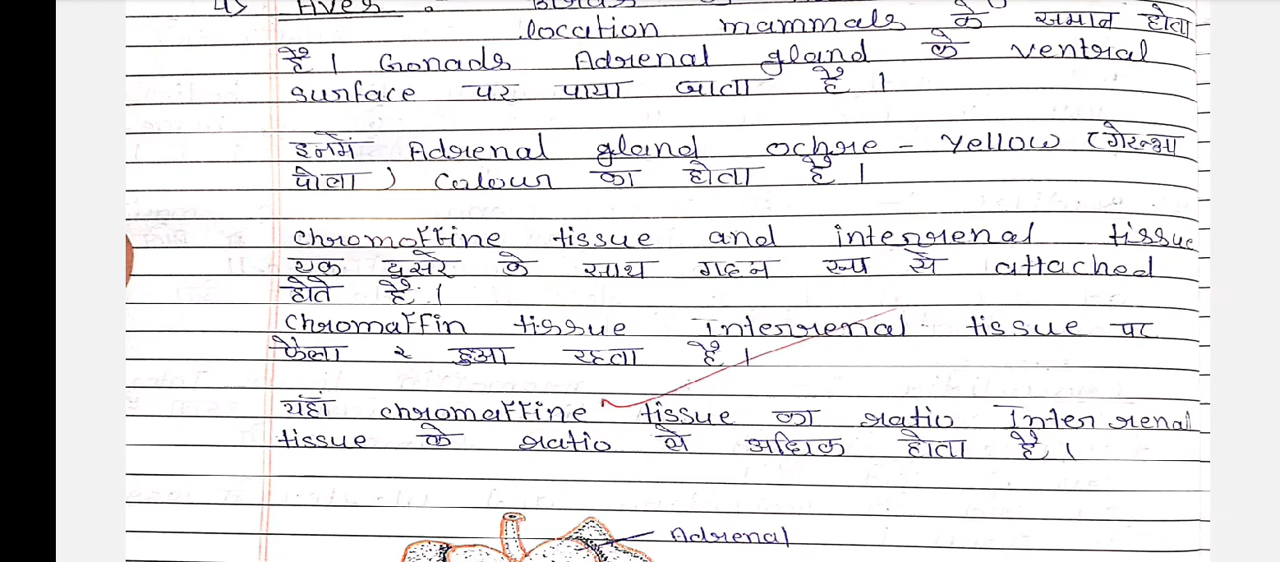 4> Aves :
location mammals के समान होता
है। Gonads Adrenal gland के ventral
surface पर पाया जाता है।
इनमें Adrenal gland ochre - yellow (गेरुआ
पीला) Colour का होता है।
chromaffine tissue and interrenal tissue
एक दुसरे के साथ गहन रूप से attached
होते हैं।
chromaffin tissue Interrenal tissue पर
फैला २ हुआ रहता है।
यहाँ chromaffine tissue का ratio Inter renal
tissue के ratio से अधिक होता है।
Adrenal